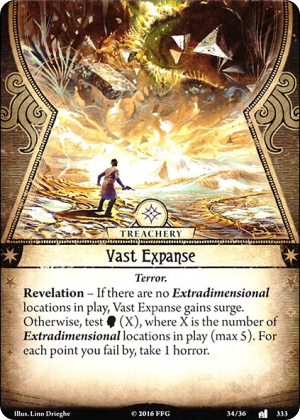 TREACHERY
Vast Expanse
Terror.
Revelation – If there are no Extradimensional
locations in play, Vast Expanse gains surge.
Otherwise, test (X), where X is the number of
Extradimensional locations in play (max 5). For
each point you fail by, take 1 horror.
Illus. Lino Drieghe © 2016 FFG 34/36 333